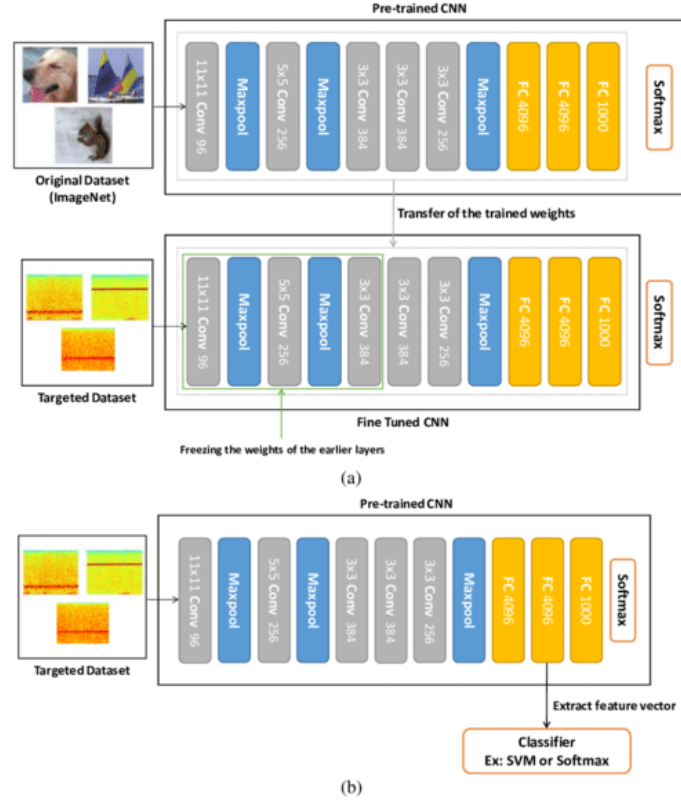 Pre-trained CNN
11x11 Conv 96
Maxpool
5x5 Conv 256
Maxpool
3x3 Conv 384
3x3 Conv 384
3x3 Conv 256
Maxpool
FC 4096
FC 4096
FC 1000
Softmax
Original Dataset
(ImageNet)
Transfer of the trained weights
11x11 Conv 96
Maxpool
5x5 Conv 256
Maxpool
3x3 Conv 384
3x3 Conv 384
3x3 Conv 256
Maxpool
FC 4096
FC 4096
FC 1000
Softmax
Targeted Dataset
Fine Tuned CNN
Freezing the weights of the earlier layers
(a)
Pre-trained CNN
11x11 Conv 96
Maxpool
5x5 Conv 256
Maxpool
3x3 Conv 384
3x3 Conv 384
3x3 Conv 256
Maxpool
FC 4096
FC 4096
FC 1000
Softmax
Targeted Dataset
Extract feature vector
Classifier
Ex: SVM or Softmax
(b)